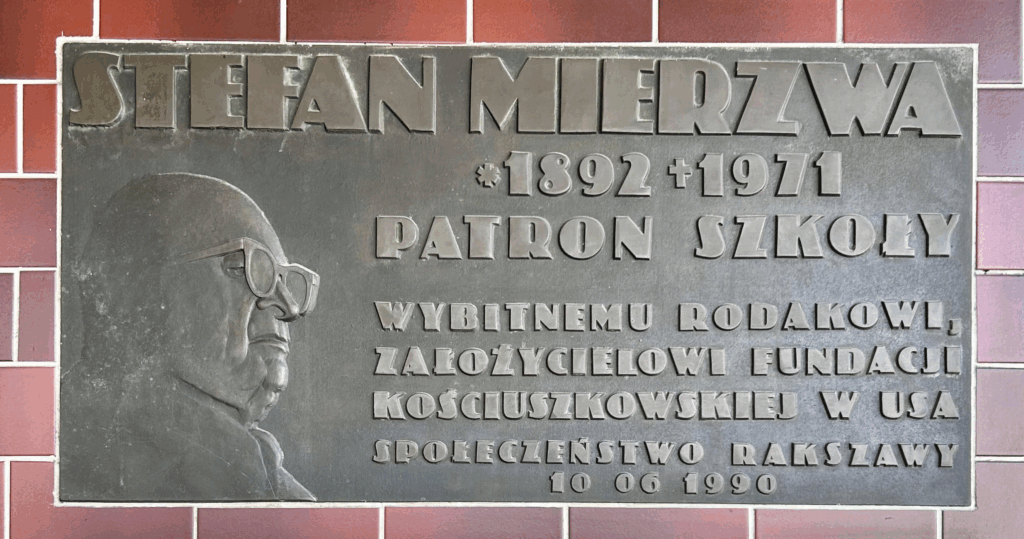 STEFAN MIERZWA
*1892 †1971
PATRON SZKOŁY
WYBITNEMU RODAKOWI,
ZAŁOŻYCIELOWI FUNDACJI
KOŚCIUSZKOWSKIEJ W USA
SPOŁECZEŃSTWO RAKSZAWY
10 06 1990